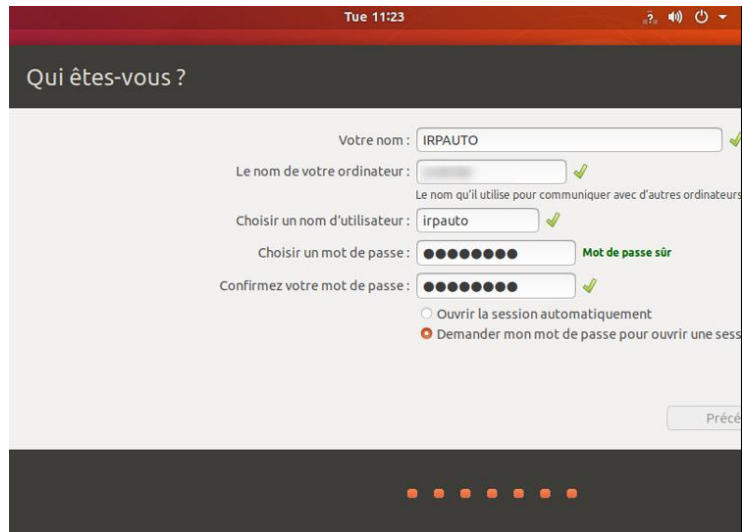 Tue 11:23
Qui êtes-vous ?
Votre nom : IRPAUTO
Le nom de votre ordinateur :
Le nom qu'il utilise pour communiquer avec d'autres ordinateurs
Choisir un nom d'utilisateur : irpauto
Choisir un mot de passe : ●●●●●●●● Mot de passe sûr
Confirmez votre mot de passe : ●●●●●●●●
Ouvrir la session automatiquement
Demander mon mot de passe pour ouvrir une sess
Précé